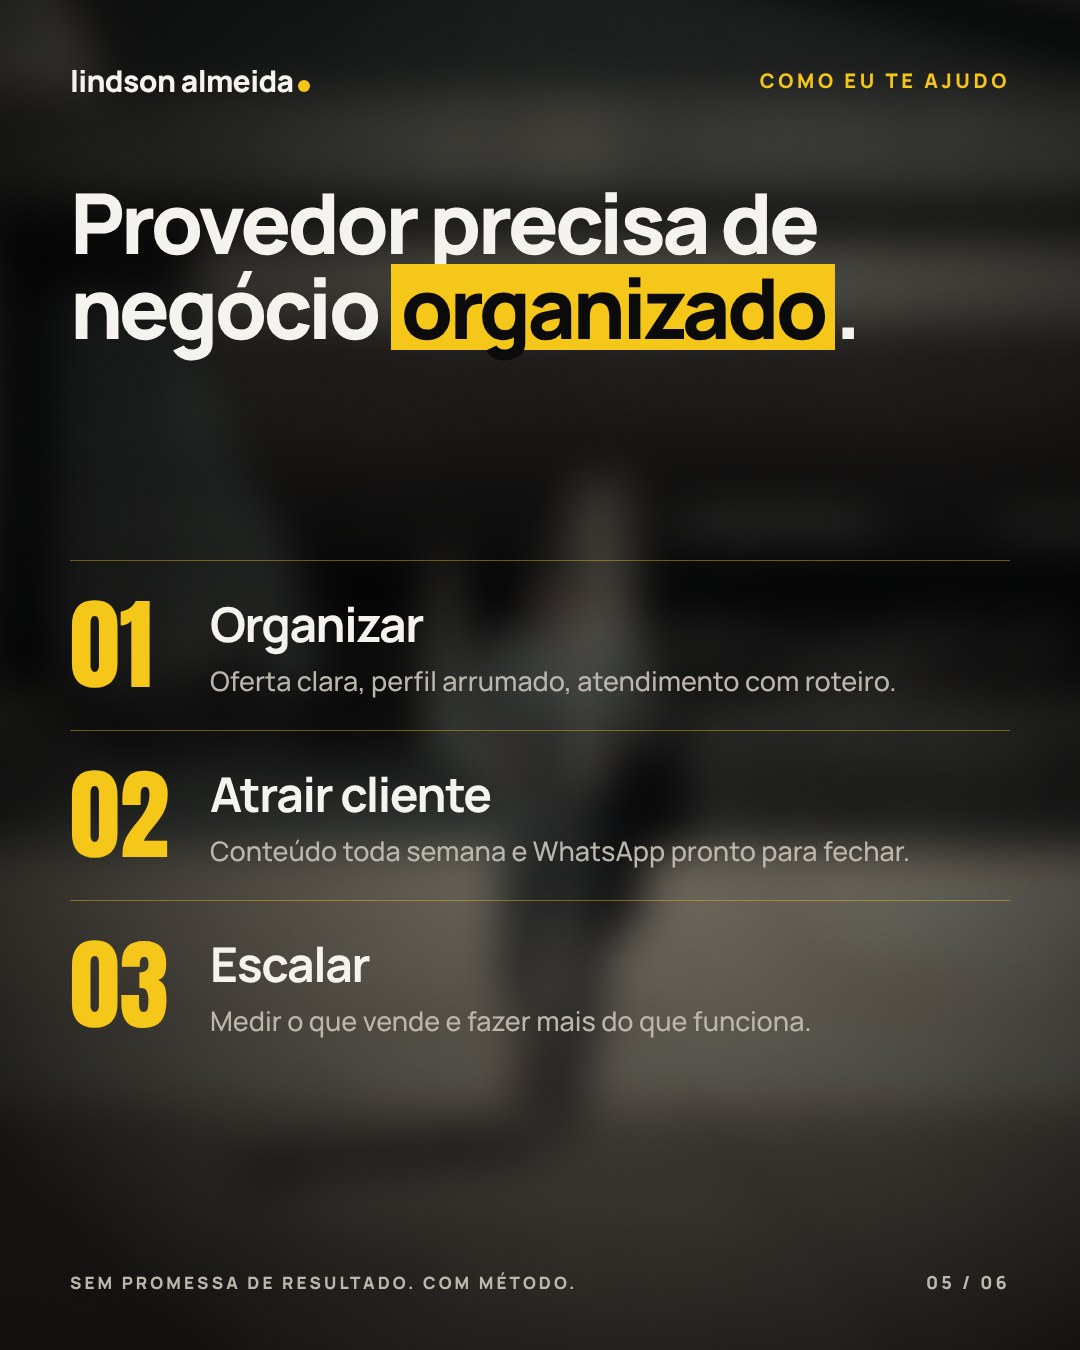 lindson almeida
COMO EU TE AJUDO
Provedor precisa de
negócio organizado.
01
Organizar
Oferta clara, perfil arrumado, atendimento com roteiro.
02
Atrair cliente
Conteúdo toda semana e WhatsApp pronto para fechar.
03
Escalar
Medir o que vende e fazer mais do que funciona.
SEM PROMESSA DE RESULTADO. COM MÉTODO.
05 / 06